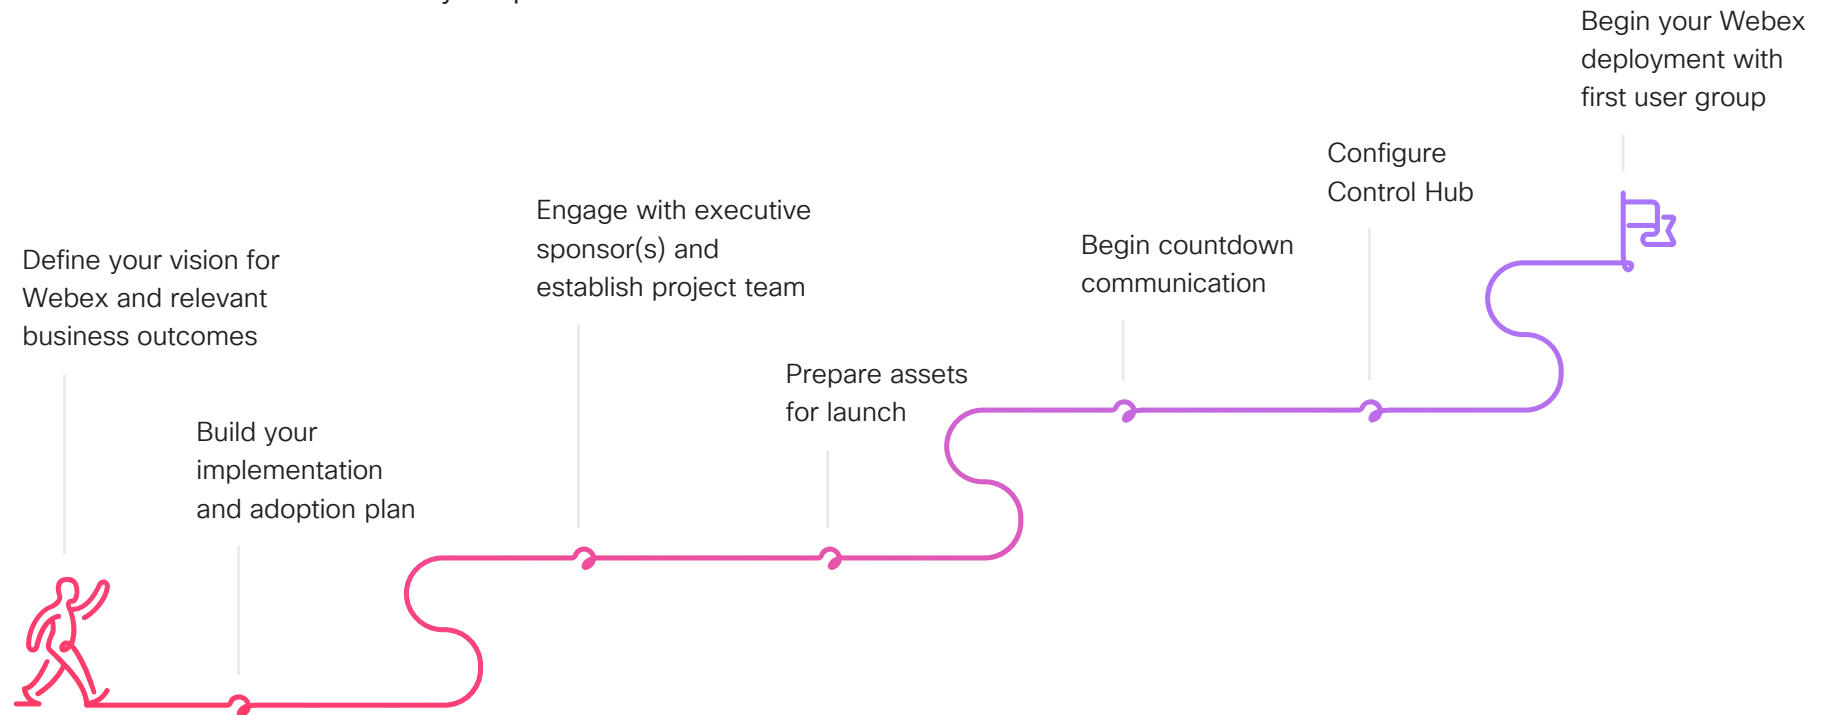 Define your vision for
Webex and relevant
business outcomes
Build your
implementation
and adoption plan
Engage with executive
sponsor(s) and
establish project team
Prepare assets
for launch
Begin countdown
communication
Configure
Control Hub
Begin your Webex
deployment with
first user group